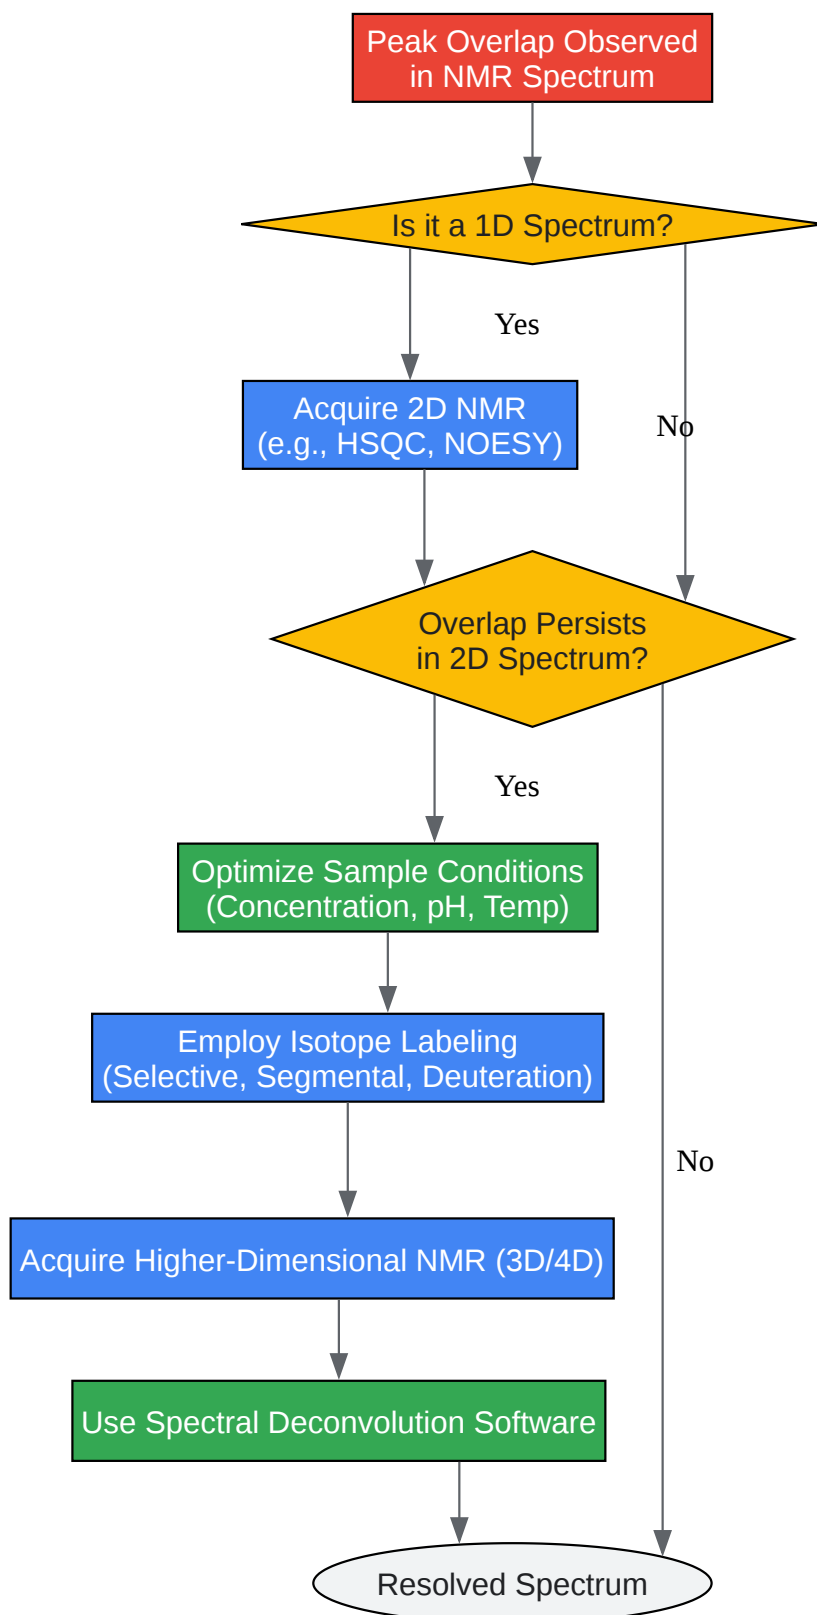 Peak Overlap Observed
in NMR Spectrum
Is it a 1D Spectrum?
Yes
Acquire 2D NMR
(e.g., HSQC, NOESY)
No
Overlap Persists
in 2D Spectrum?
Yes
Optimize Sample Conditions
(Concentration, pH, Temp)
Employ Isotope Labeling
(Selective, Segmental, Deuteration)
No
Acquire Higher-Dimensional NMR (3D/4D)
Use Spectral Deconvolution Software
Resolved Spectrum